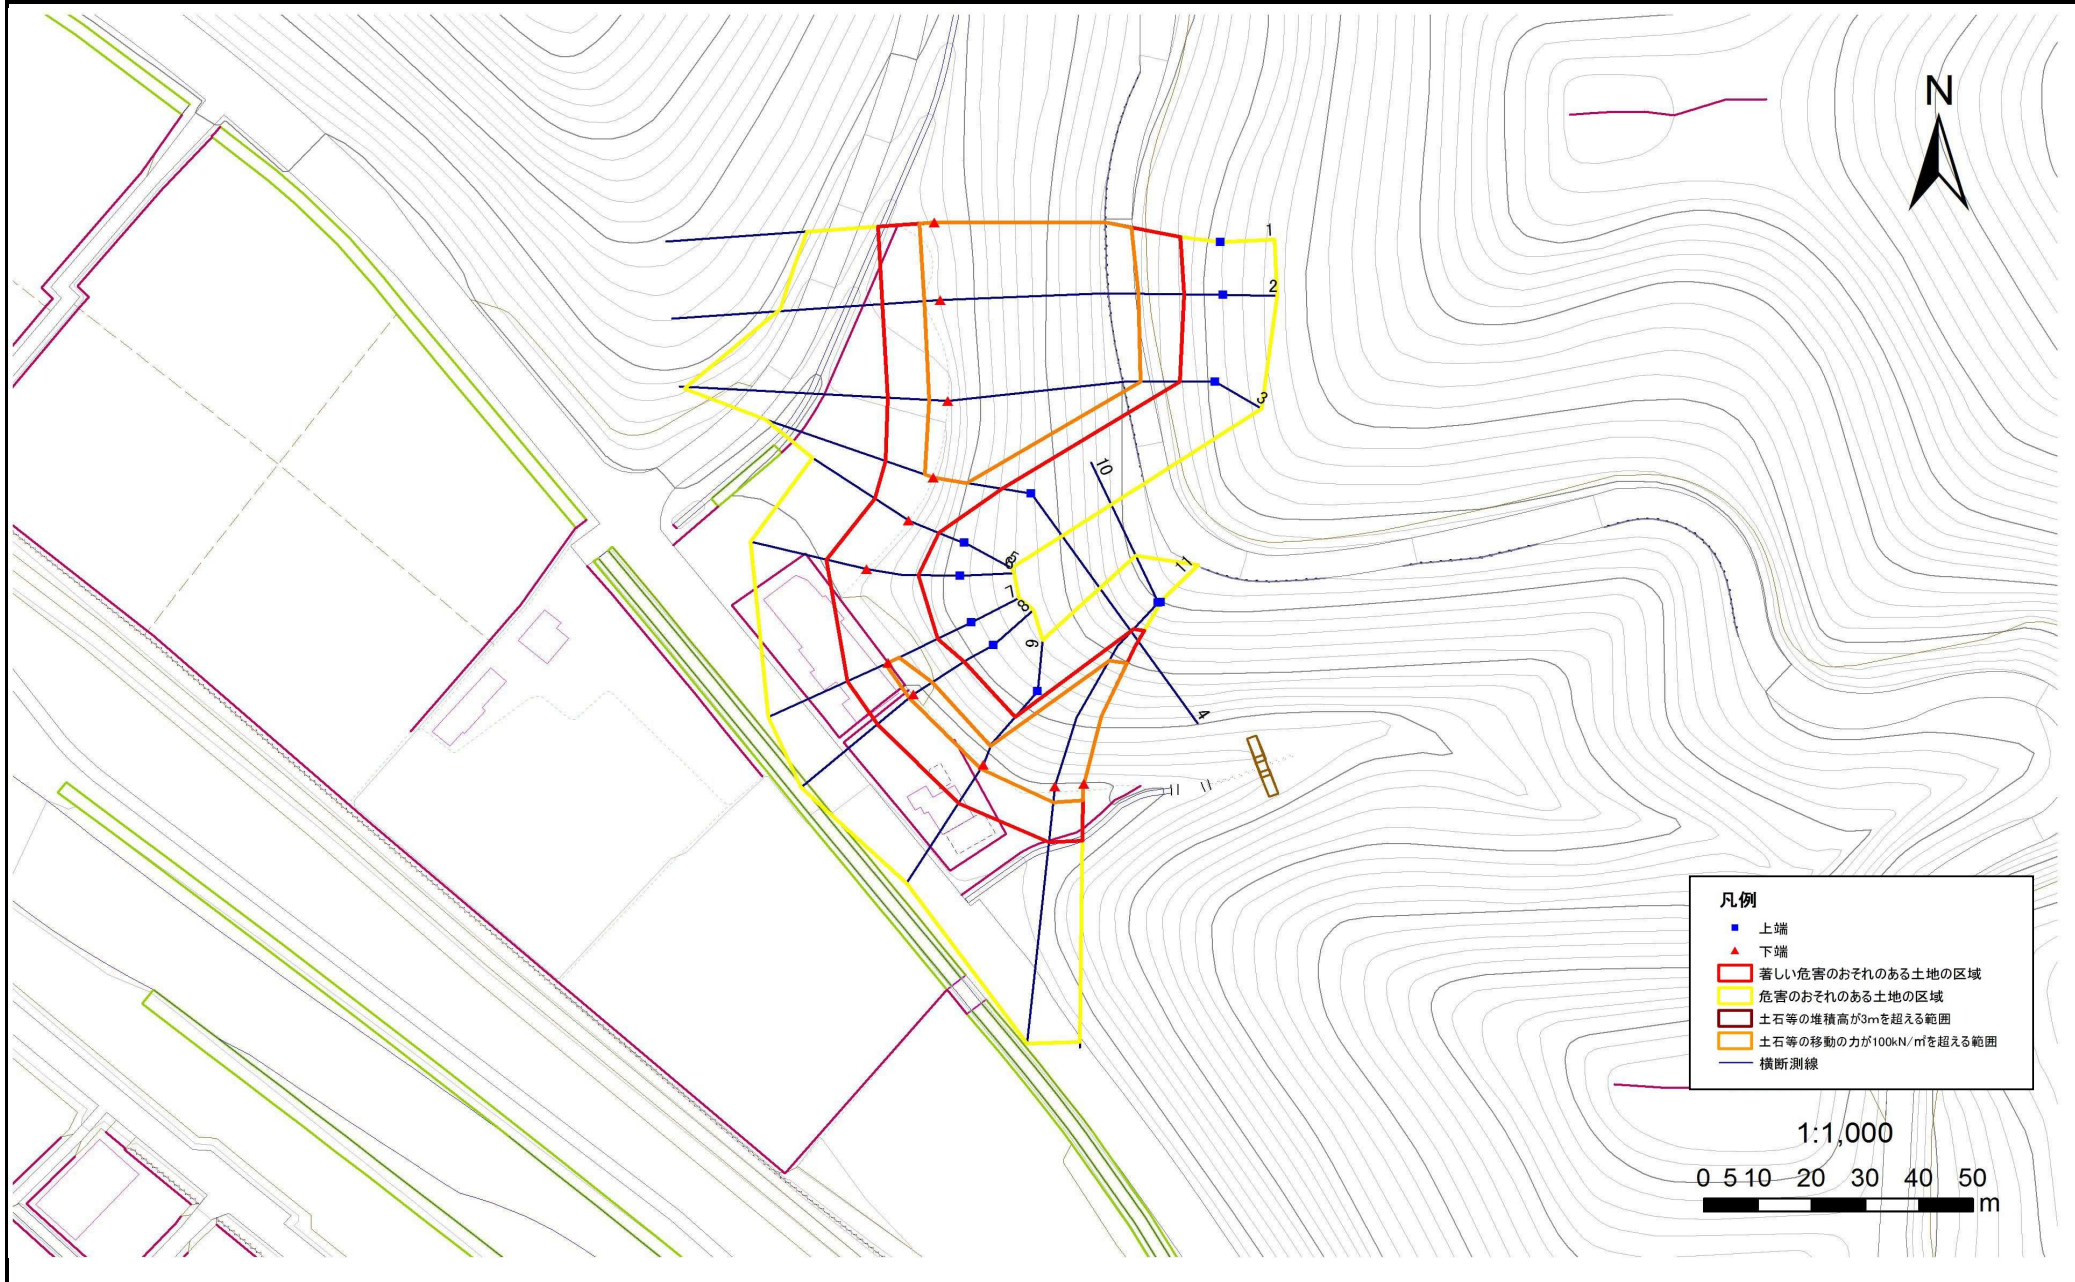 N
1
2
3
10
5
6
11
7
8
9
4
凡例
上端
下端
著しい危害のおそれのある土地の区域
危害のおそれのある土地の区域
土石等の堆積高が3mを超える範囲
土石等の移動の力が100kN/㎡を超える範囲
横断測線
1:1,000
0 5 10 20 30 40 50
m